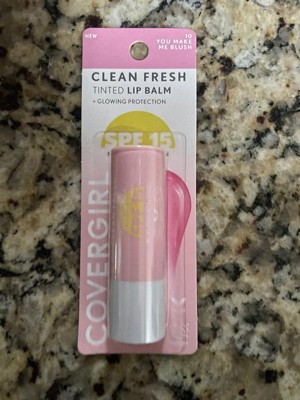 NEW
10
YOU MAKE
ME BLUSH
CLEAN FRESH
TINTED LIP BALM
+ GLOWING PROTECTION
SPF 15
COVERGIRL